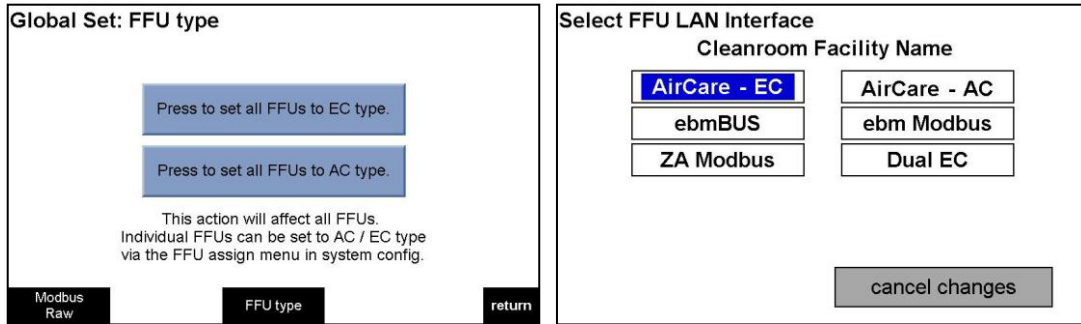 Global Set: FFU type
Press to set all FFUs to EC type.
Press to set all FFUs to AC type.
This action will affect all FFUs.
Individual FFUs can be set to AC / EC type
via the FFU assign menu in system config.
Modbus
Raw
FFU type
return
Select FFU LAN Interface
Cleanroom Facility Name
AirCare - EC
AirCare - AC
ebmBUS
ebm Modbus
ZA Modbus
Dual EC
cancel changes